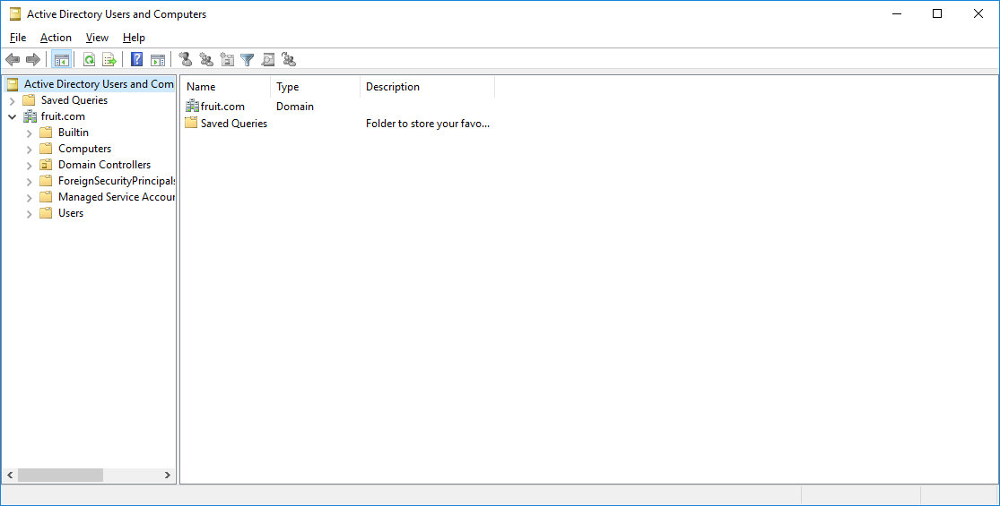 Active Directory Users and Computers
File Action View Help
Active Directory Users and Com
Saved Queries
fruit.com
Builtin
Computers
Domain Controllers
ForeignSecurityPrincipals
Managed Service Accour
Users
Name Type Description
fruit.com Domain
Saved Queries Folder to store your favo...